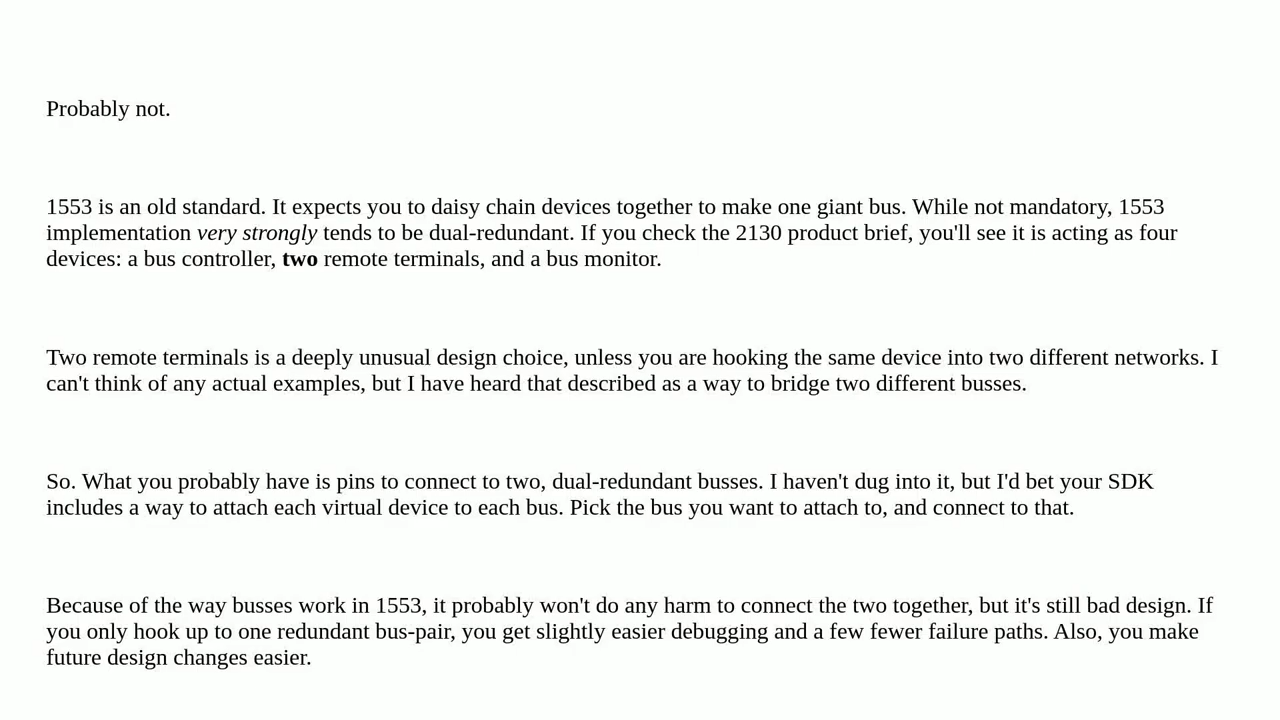 Probably not.
1553 is an old standard. It expects you to daisy chain devices together to make one giant bus. While not mandatory, 1553
implementation very strongly tends to be dual-redundant. If you check the 2130 product brief, you'll see it is acting as four
devices: a bus controller, two remote terminals, and a bus monitor.
Two remote terminals is a deeply unusual design choice, unless you are hooking the same device into two different networks. I
can't think of any actual examples, but I have heard that described as a way to bridge two different busses.
So. What you probably have is pins to connect to two, dual-redundant busses. I haven't dug into it, but I'd bet your SDK
includes a way to attach each virtual device to each bus. Pick the bus you want to attach to, and connect to that.
Because of the way busses work in 1553, it probably won't do any harm to connect the two together, but it's still bad design. If
you only hook up to one redundant bus-pair, you get slightly easier debugging and a few fewer failure paths. Also, you make
future design changes easier.